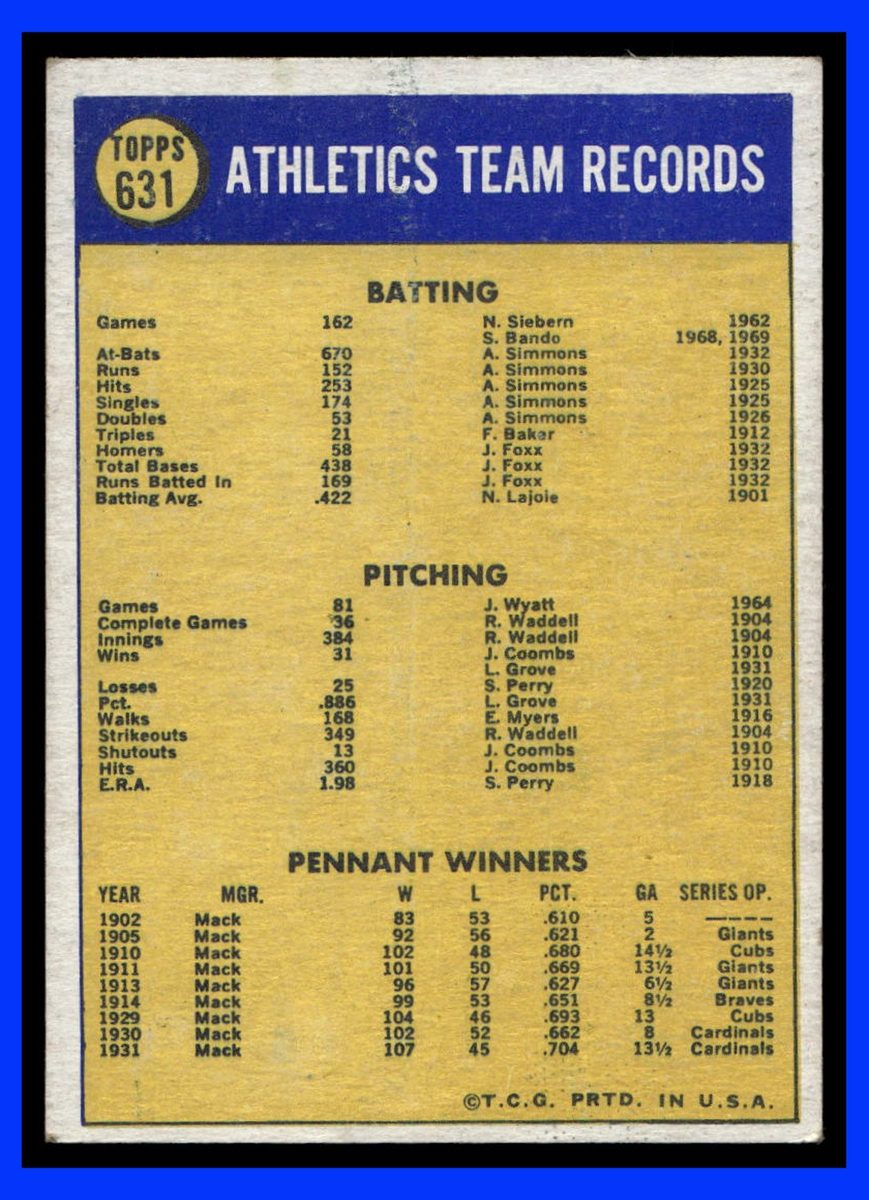 TOPPS
631
ATHLETICS TEAM RECORDS
BATTING
Games 162 N. Siebern 1962
S. Bando 1968, 1969
At-Bats 670 A. Simmons 1932
Runs 152 A. Simmons 1930
Hits 253 A. Simmons 1925
Singles 174 A. Simmons 1925
Doubles 53 A. Simmons 1926
Triples 21 F. Baker 1912
Homers 58 J. Foxx 1932
Total Bases 438 J. Foxx 1932
Runs Batted In 169 J. Foxx 1932
Batting Avg. .422 N. Lajoie 1901
PITCHING
Games 81 J. Wyatt 1964
Complete Games 36 R. Waddell 1904
Innings 384 R. Waddell 1904
Wins 31 J. Coombs 1910
L. Grove 1931
Losses 25 S. Perry 1920
Pct. .886 L. Grove 1931
Walks 168 E. Myers 1916
Strikeouts 349 R. Waddell 1904
Shutouts 13 J. Coombs 1910
Hits 360 J. Coombs 1910
E.R.A. 1.98 S. Perry 1918
PENNANT WINNERS
YEAR MGR. W L PCT. GA SERIES OP.
1902 Mack 83 53 .610 5 -----
1905 Mack 92 56 .621 2 Giants
1910 Mack 102 48 .680 14½ Cubs
1911 Mack 101 50 .669 13½ Giants
1913 Mack 96 57 .627 6½ Giants
1914 Mack 99 53 .651 8½ Braves
1929 Mack 104 46 .693 13 Cubs
1930 Mack 102 52 .662 8 Cardinals
1931 Mack 107 45 .704 13½ Cardinals
©T.C.G. PRTD. IN U.S.A.